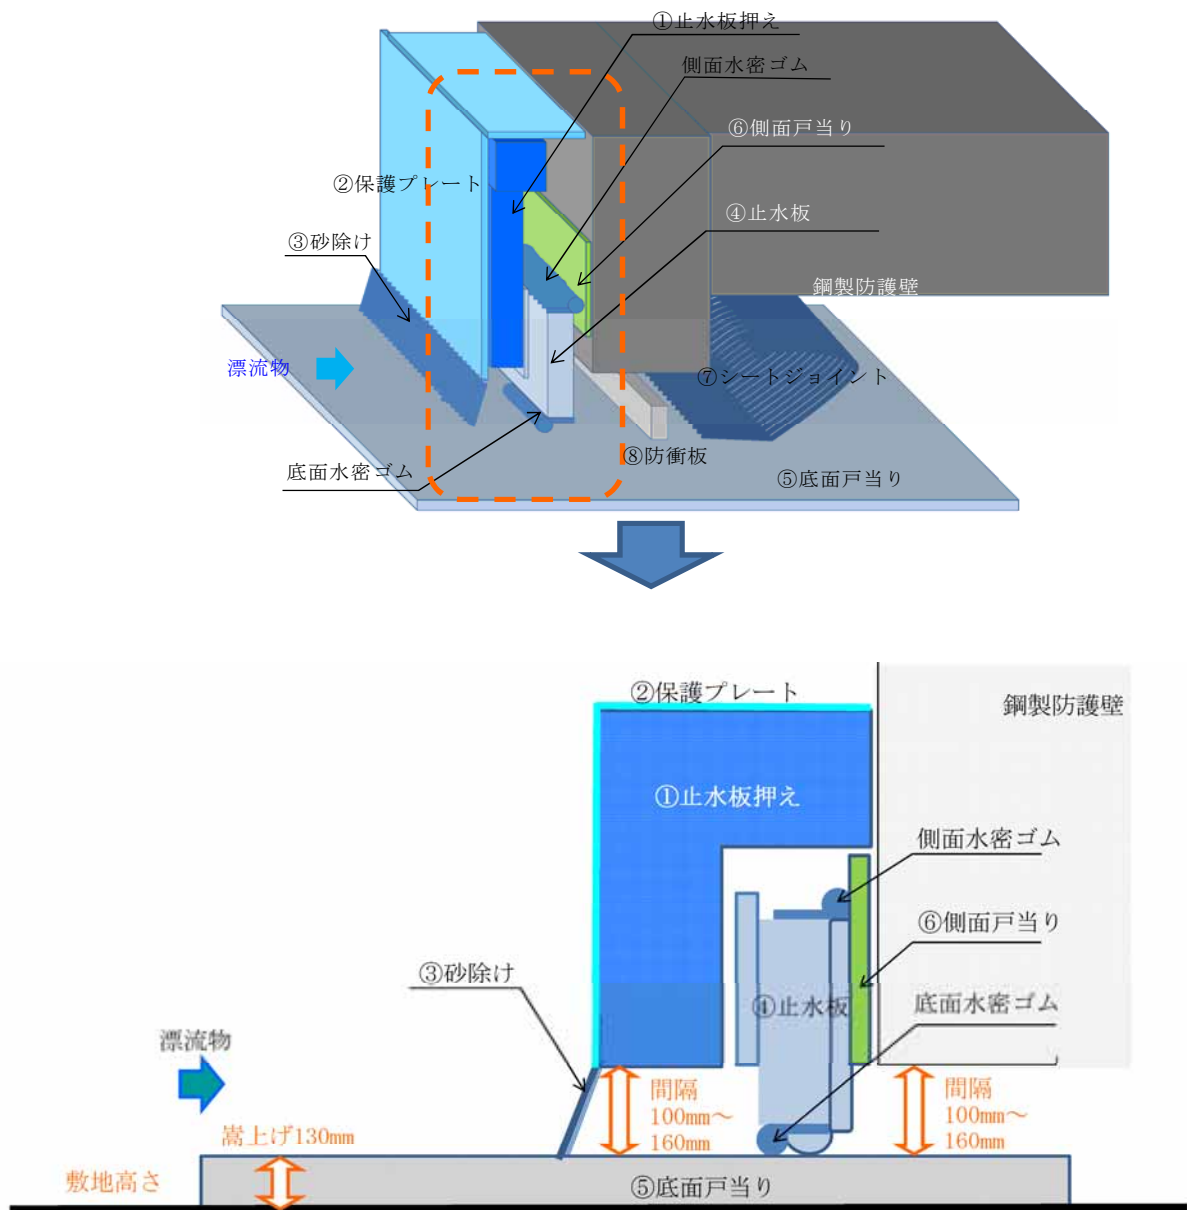 ①止水板押え
側面水密ゴム
⑥側面戸当り
②保護プレート
④止水板
③砂除け
鋼製防護壁
漂流物
⑦シートジョイント
⑧防衝板
底面水密ゴム
⑤底面戸当り
②保護プレート
鋼製防護壁
①止水板押え
側面水密ゴム
⑥側面戸当り
③砂除け
④止水板
底面水密ゴム
漂流物
間隔
100mm~
160mm
間隔
100mm~
160mm
嵩上げ130mm
敷地高さ
⑤底面戸当り